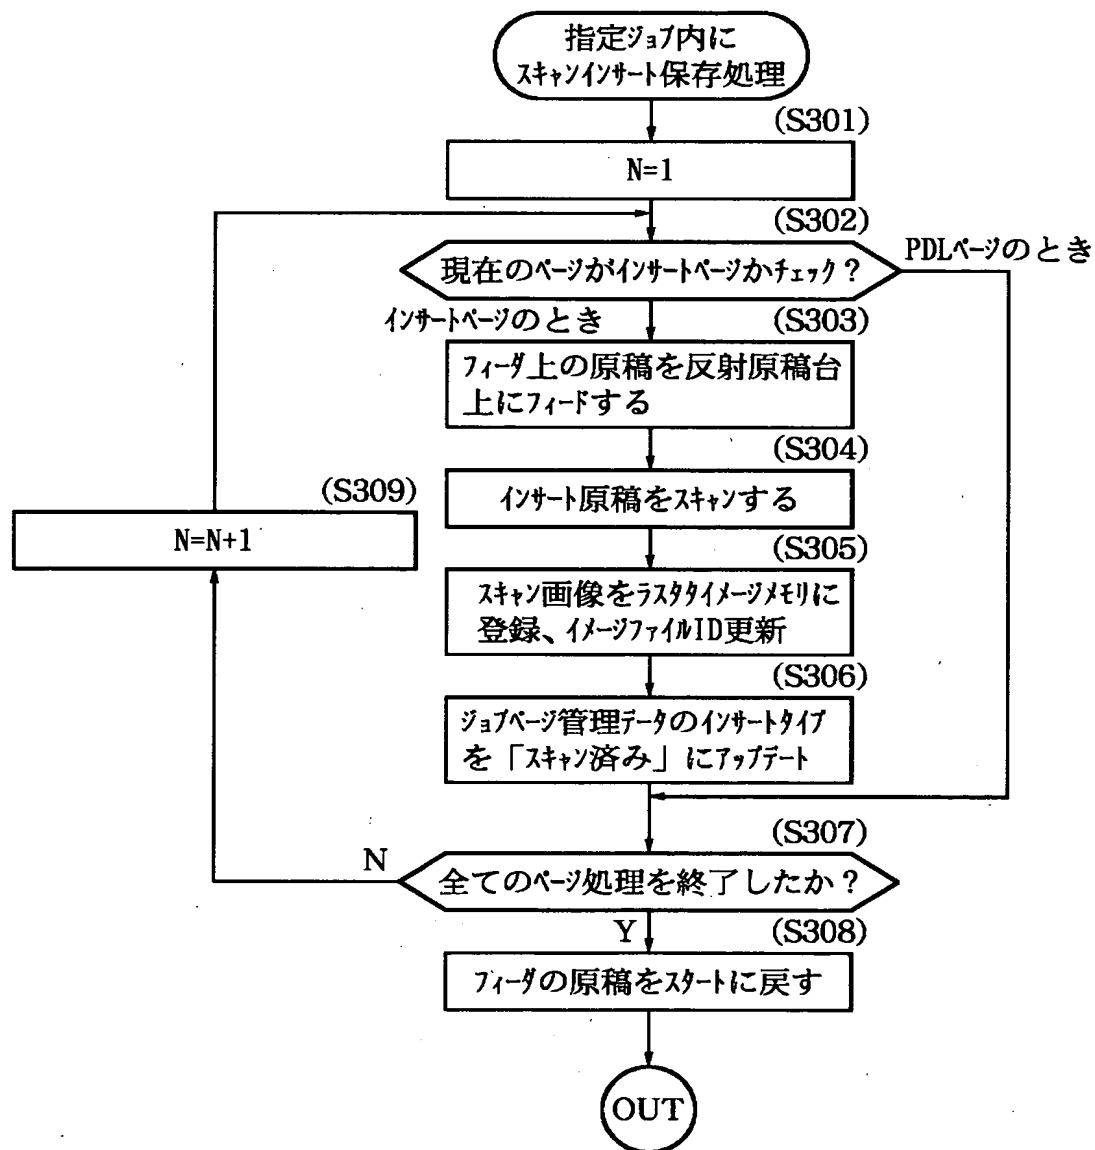 指定ジョブ内に
スキャンインサート保存処理
(S301)
N=1
(S302)
現在のページがインサートページかチェック？
PDLページのとき
インサートページのとき
(S303)
フィーダ上の原稿を反射原稿台
上にフィードする
(S304)
インサート原稿をスキャンする
(S309)
N=N+1
(S305)
スキャン画像をラスタタイメージメモリに
登録、イメージファイルID更新
(S306)
ジョブページ管理データのインサートタイプ
を「スキャン済み」にアップデート
(S307)
N
全てのページ処理を終了したか？
Y
(S308)
フィーダの原稿をスタートに戻す
OUT